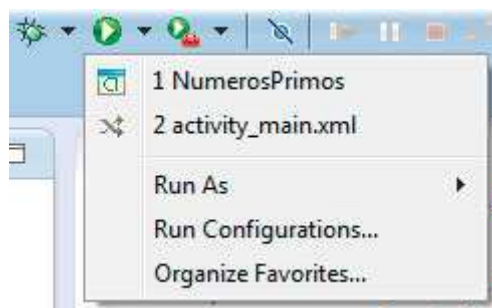 1 NumerosPrimos
2 activity_main.xml
Run As
Run Configurations...
Organize Favorites...